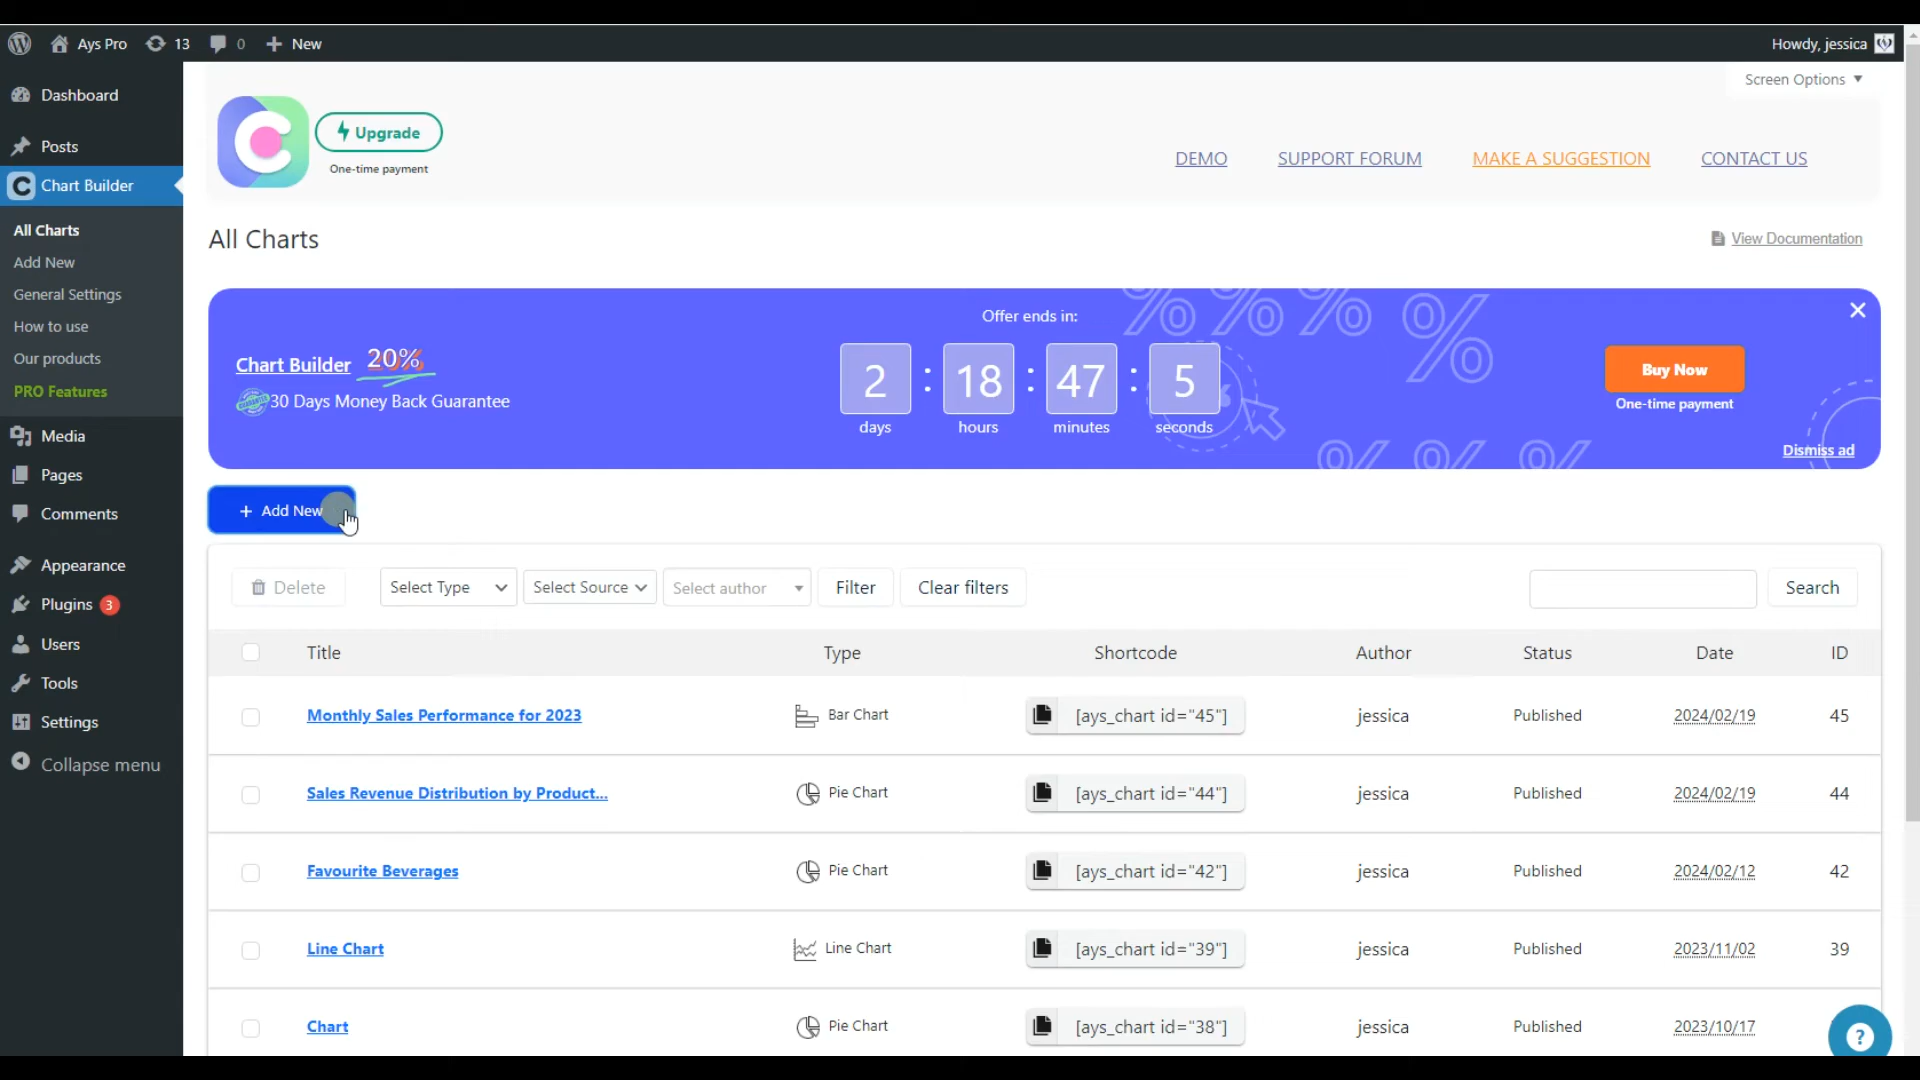 Ays Pro 13 0 + New Howdy, jessica
Screen Options ▼
Dashboard
Posts
Chart Builder
All Charts
Add New
General Settings
How to use
Our products
PRO Features
Media
Pages
Comments
Appearance
Plugins 3
Users
Tools
Settings
Collapse menu
Upgrade
One-time payment
DEMO SUPPORT FORUM MAKE A SUGGESTION CONTACT US
All Charts
View Documentation
Chart Builder 20%
30 Days Money Back Guarantee
Offer ends in:
2 : 18 : 47 : 5
days hours minutes seconds
Buy Now
One-time payment
Dismiss ad
+ Add New
Delete Select Type Select Source Select author Filter Clear filters Search
Title Type Shortcode Author Status Date ID
Monthly Sales Performance for 2023 Bar Chart [ays_chart id="45"] jessica Published 2024/02/19 45
Sales Revenue Distribution by Product... Pie Chart [ays_chart id="44"] jessica Published 2024/02/19 44
Favourite Beverages Pie Chart [ays_chart id="42"] jessica Published 2024/02/12 42
Line Chart Line Chart [ays_chart id="39"] jessica Published 2023/11/02 39
Chart Pie Chart [ays_chart id="38"] jessica Published 2023/10/17
?